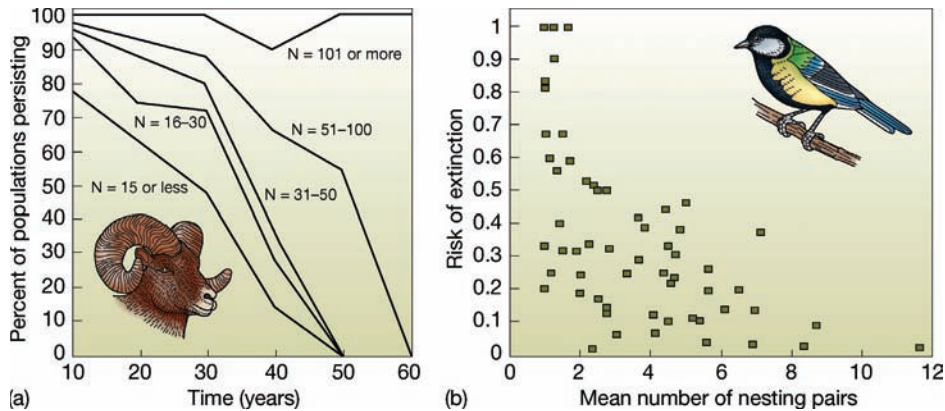 Percent of populations persisting
100
90
80
70
60
50
40
30
20
10
0
N = 101 or more
N = 16–30
N = 51–100
N = 15 or less
N = 31–50
10 20 30 40 50 60
(a) Time (years)
Risk of extinction
1
0.9
0.8
0.7
0.6
0.5
0.4
0.3
0.2
0.1
0 2 4 6 8 10 12
(b) Mean number of nesting pairs